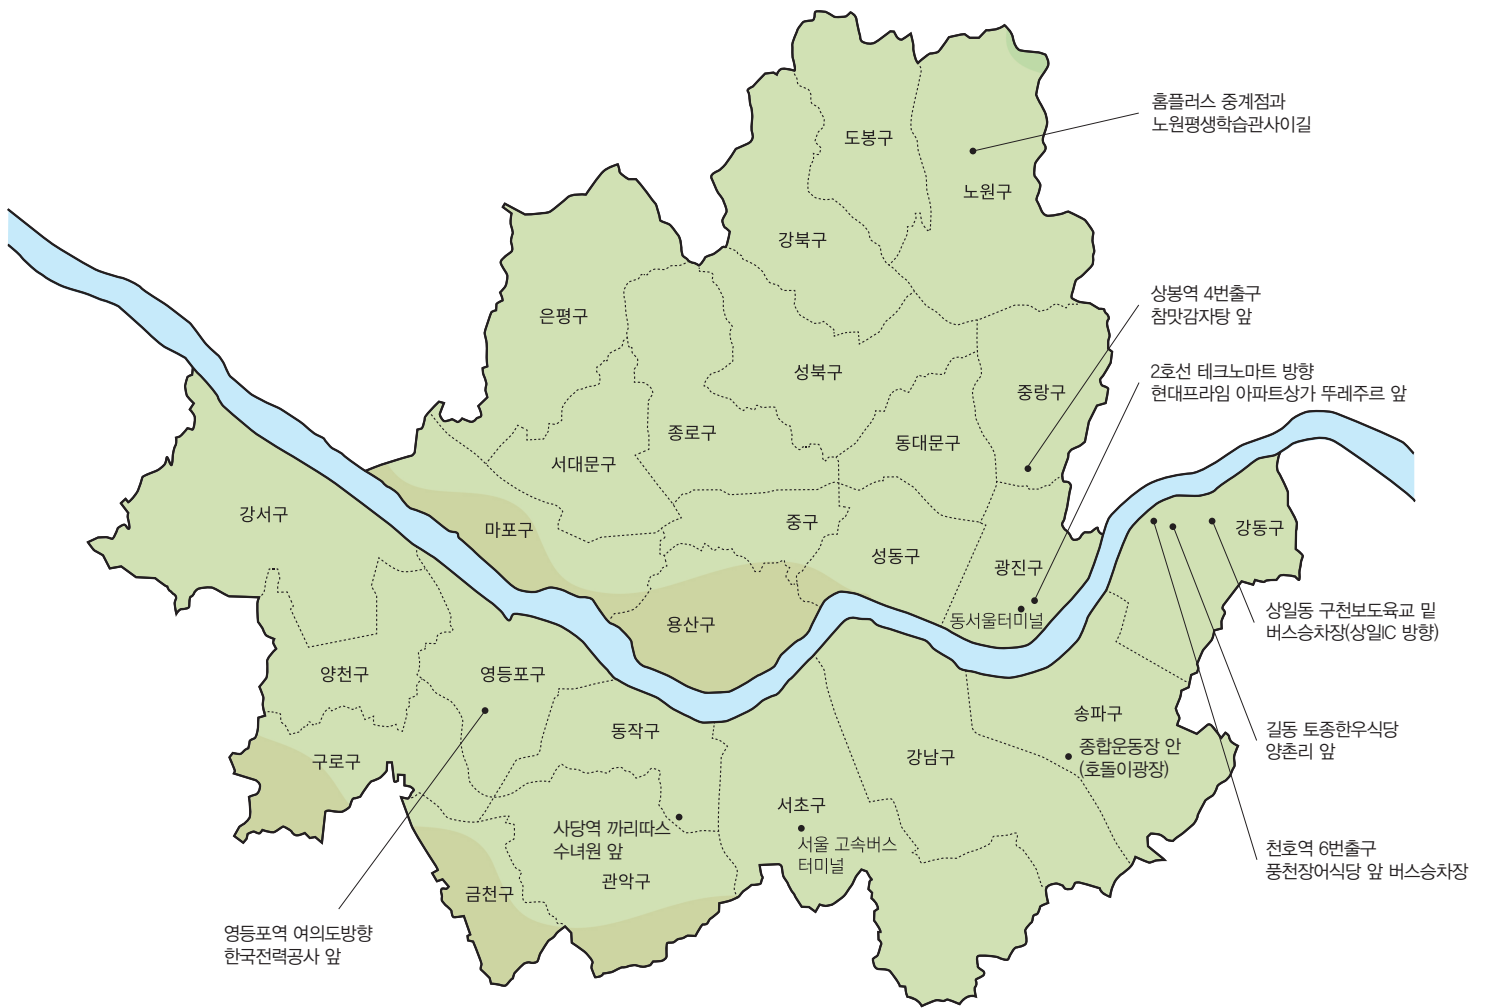 홈플러스 중계점과
노원평생학습관사이길
도봉구
노원구
강북구
상봉역 4번출구
참맛감자탕 앞
은평구
성북구
2호선 테크노마트 방향
현대프라임 아파트상가 뚜레주르 앞
중랑구
종로구
동대문구
서대문구
강서구
마포구
중구
강동구
성동구
광진구
상일동 구천보도육교 밑
버스승차장(상일IC 방향)
동서울터미널
용산구
양천구
영등포구
송파구
동작구
길동 토종한우식당
양촌리 앞
종합운동장 안
(호돌이광장)
강남구
구로구
서초구
사당역 까리따스
수녀원 앞
서울 고속버스
터미널
천호역 6번출구
풍천장어식당 앞 버스승차장
관악구
금천구
영등포역 여의도방향
한국전력공사 앞